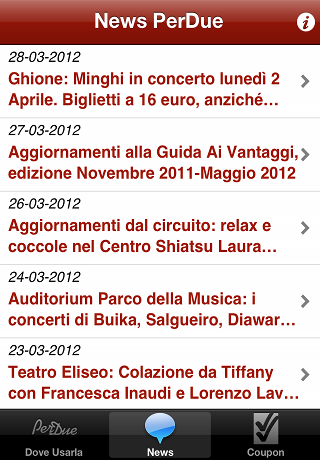 News PerDue
i
28-03-2012
Ghione: Minghi in concerto lunedì 2
Aprile. Biglietti a 16 euro, anziché…
27-03-2012
Aggiornamenti alla Guida Ai Vantaggi,
edizione Novembre 2011-Maggio 2012
26-03-2012
Aggiornamenti dal circuito: relax e
coccole nel Centro Shiatsu Laura…
24-03-2012
Auditorium Parco della Musica: i
concerti di Buika, Salgueiro, Diawar…
23-03-2012
Teatro Eliseo: Colazione da Tiffany
con Francesca Inaudi e Lorenzo Lav…
PerDue
Dove Usarla
News
Coupon